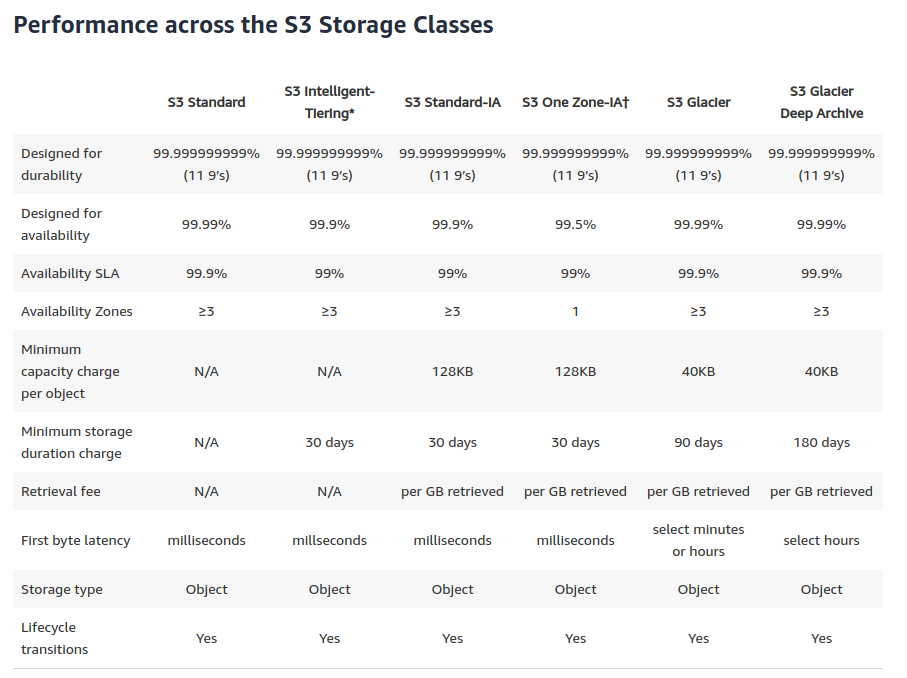 Performance across the S3 Storage Classes
S3 Standard
S3 Intelligent-
Tiering*
S3 Standard-IA
S3 One Zone-IA†
S3 Glacier
S3 Glacier
Deep Archive
Designed for
durability
99.999999999%
(11 9's)
99.999999999%
(11 9's)
99.999999999%
(11 9's)
99.999999999%
(11 9's)
99.999999999%
(11 9's)
99.999999999%
(11 9's)
Designed for
availability
99.99%
99.9%
99.9%
99.5%
99.99%
99.99%
Availability SLA
99.9%
99%
99%
99%
99.9%
99.9%
Availability Zones
≥3
≥3
≥3
1
≥3
≥3
Minimum
capacity charge
per object
N/A
N/A
128KB
128KB
40KB
40KB
Minimum storage
duration charge
N/A
30 days
30 days
30 days
90 days
180 days
Retrieval fee
N/A
N/A
per GB retrieved
per GB retrieved
per GB retrieved
per GB retrieved
First byte latency
milliseconds
millseconds
milliseconds
milliseconds
select minutes
or hours
select hours
Storage type
Object
Object
Object
Object
Object
Object
Lifecycle
transitions
Yes
Yes
Yes
Yes
Yes
Yes